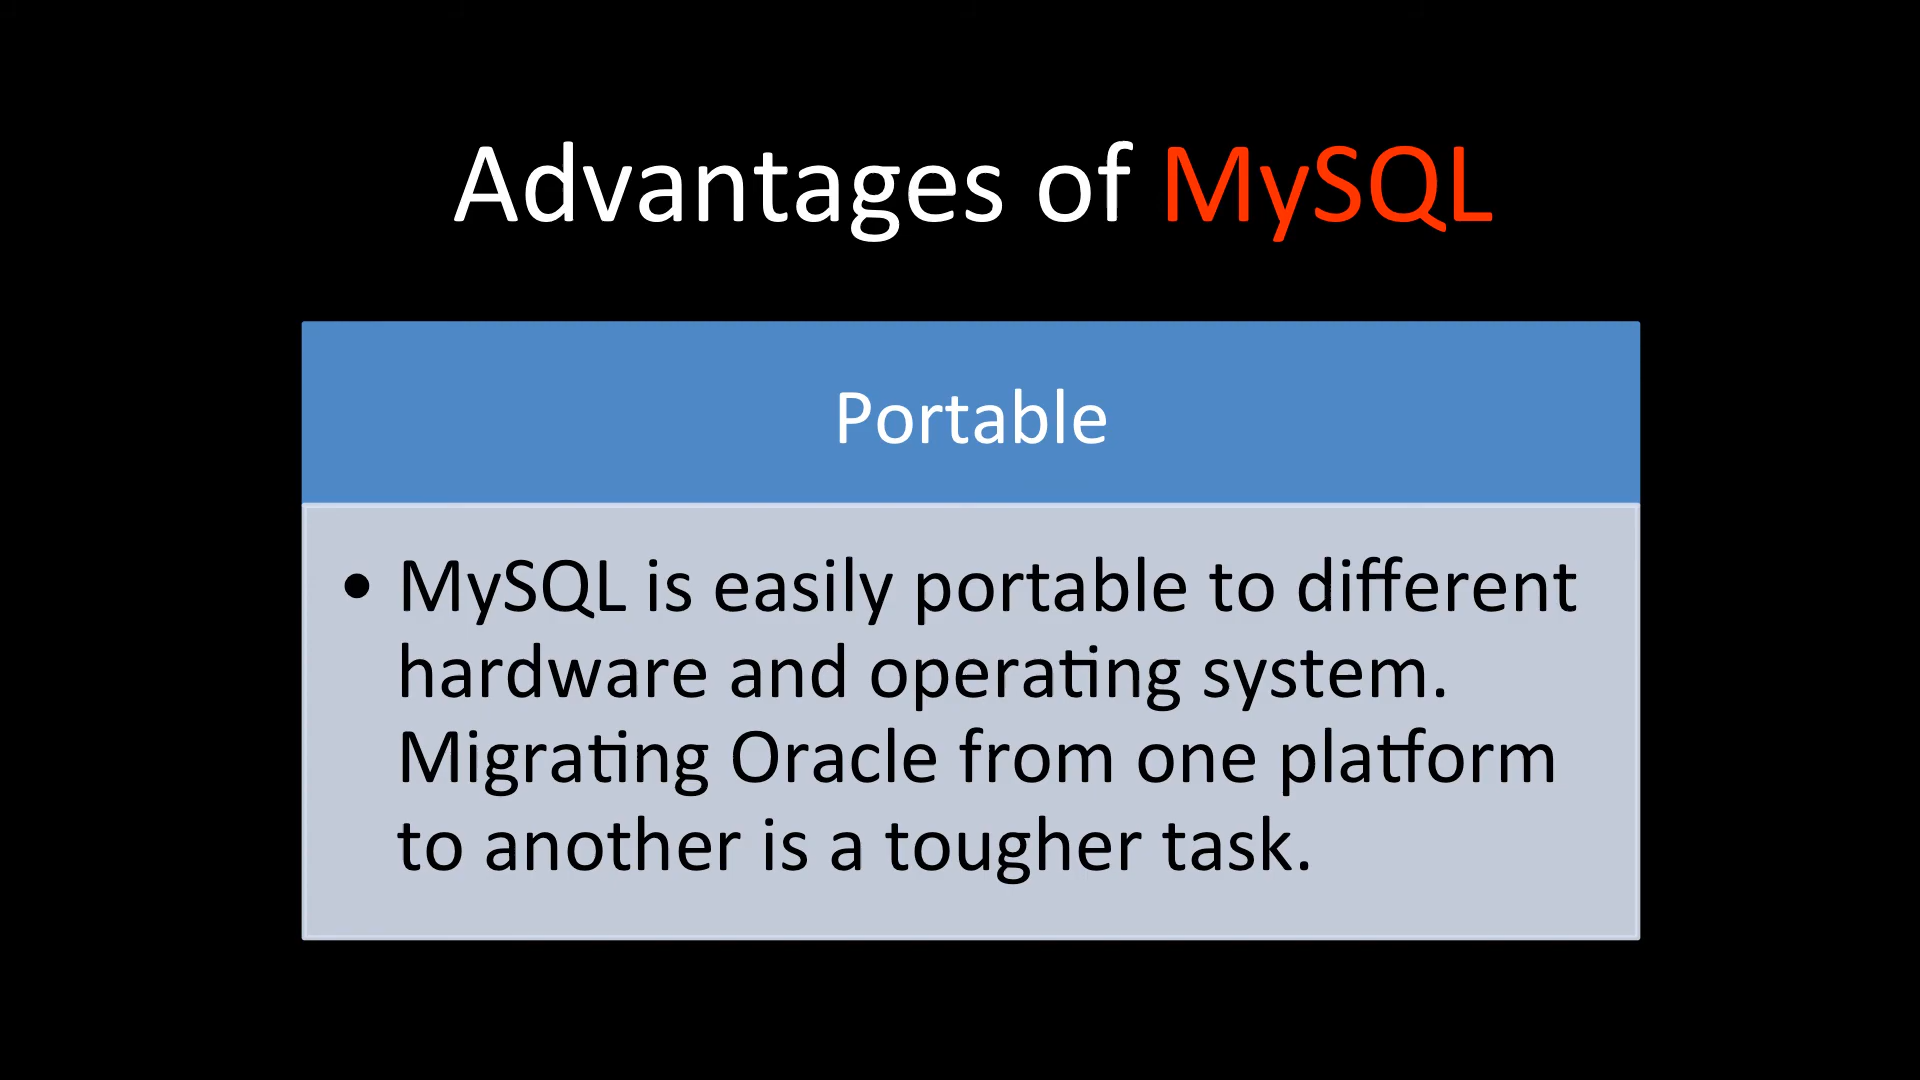 Advantages of MySQL
Portable
• MySQL is easily portable to different
hardware and operating system.
Migrating Oracle from one platform
to another is a tougher task.